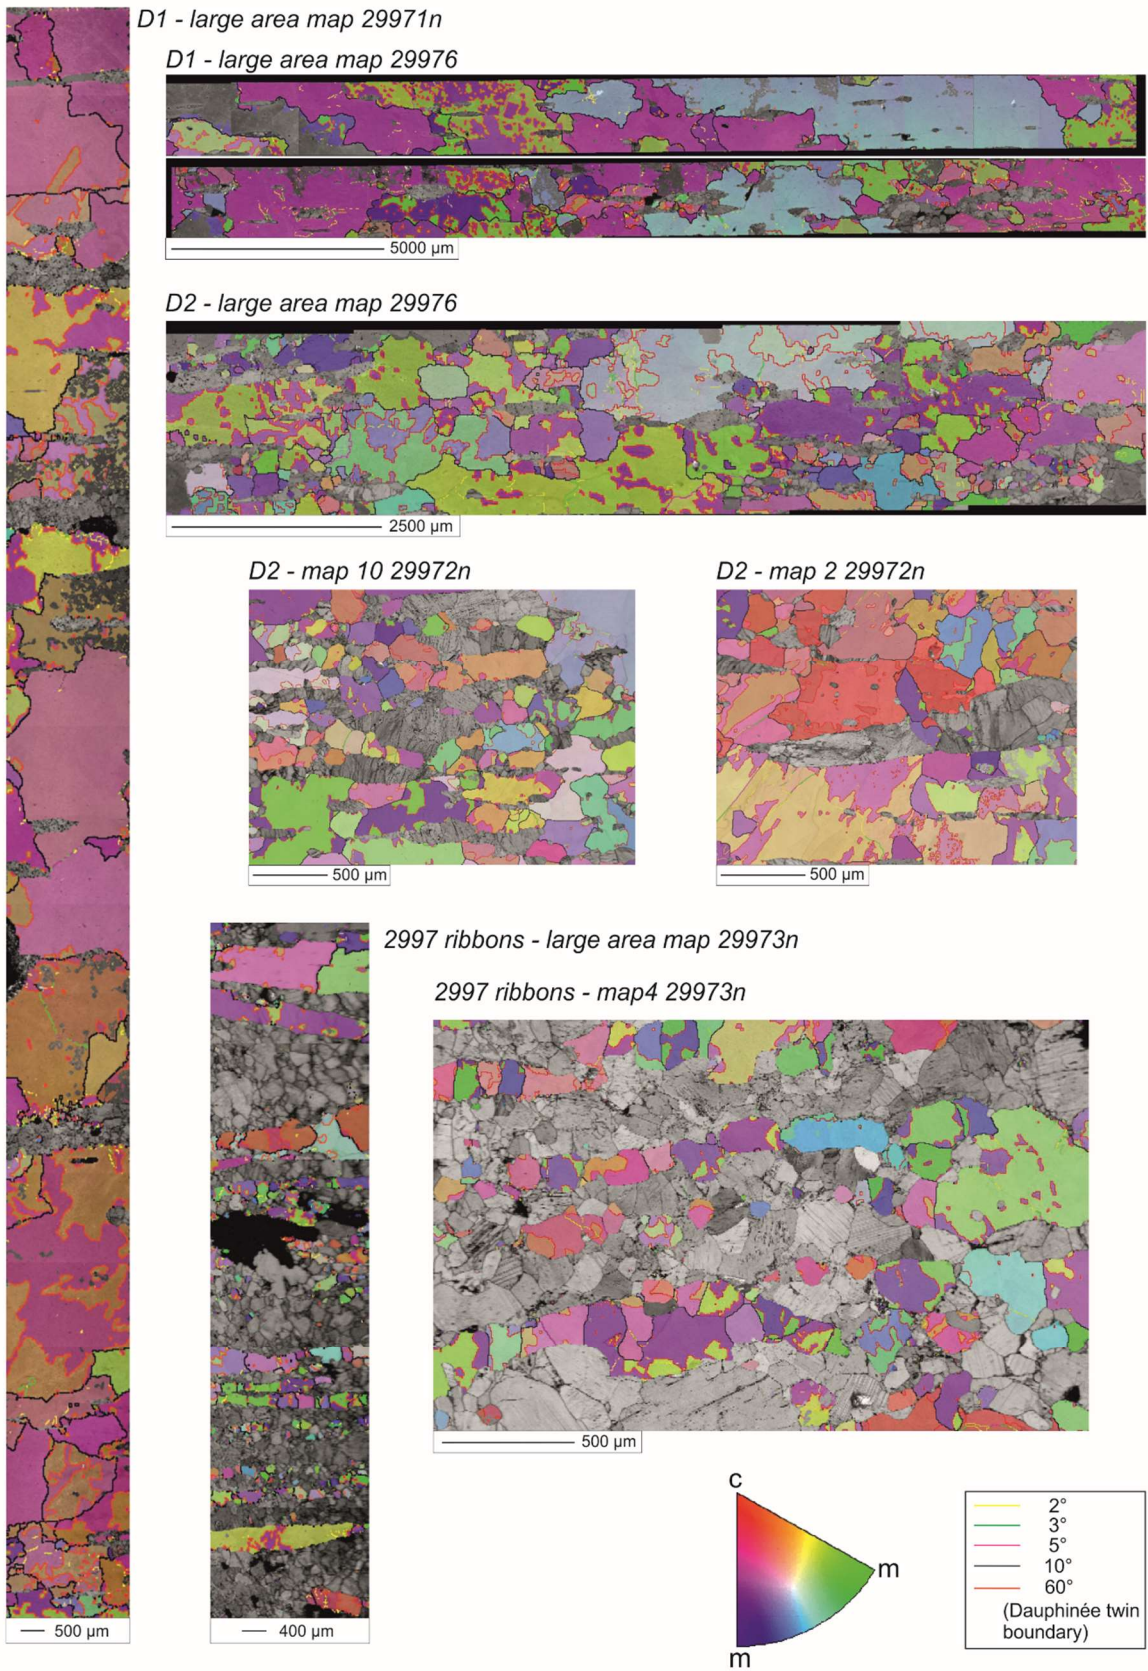 D1 - large area map 29971n
D1 - large area map 29976
5000 µm
D2 - large area map 29976
2500 µm
D2 - map 10 29972n
D2 - map 2 29972n
500 µm
500 µm
2997 ribbons - large area map 29973n
2997 ribbons - map4 29973n
500 µm
c
m
m
2°
3°
5°
10°
60°
(Dauphinée twin
boundary)
500 µm
400 µm